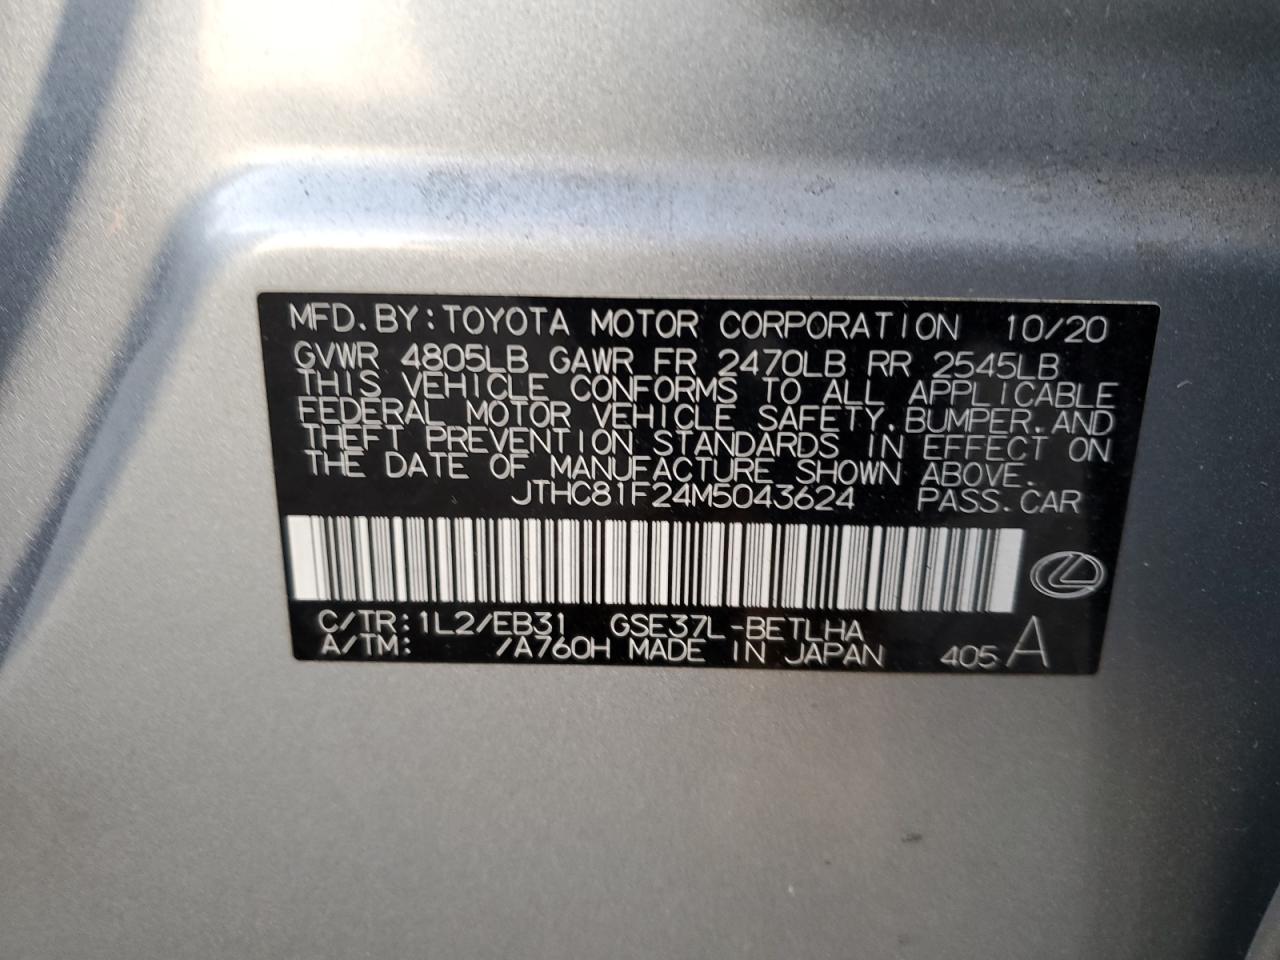 MFD. BY: TOYOTA MOTOR CORPORATION 10/20
GVWR 4805LB GAWR FR 2470LB RR 2545LB
THIS VEHICLE CONFORMS TO ALL APPLICABLE
FEDERAL MOTOR VEHICLE SAFETY, BUMPER, AND
THEFT PREVENTION STANDARDS IN EFFECT ON
THE DATE OF MANUFACTURE SHOWN ABOVE.
JTHC81F24M5043624 PASS. CAR
C/TR: 1L2/EB31 GSE37L-BETLHA
A/TM: /A760H MADE IN JAPAN 405 A